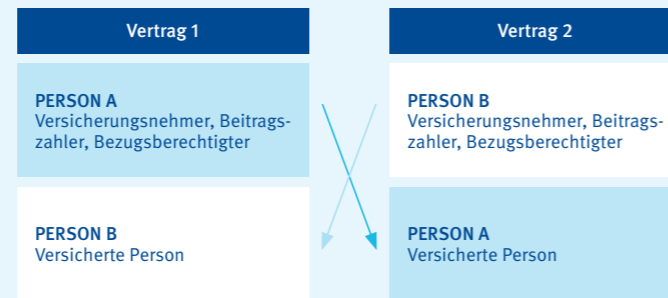 Vertrag 1
PERSON A
Versicherungsnehmer, Beitrags-
zahler, Bezugsberechtigter
PERSON B
Versicherte Person
Vertrag 2
PERSON B
Versicherungsnehmer, Beitrags-
zahler, Bezugsberechtigter
PERSON A
Versicherte Person